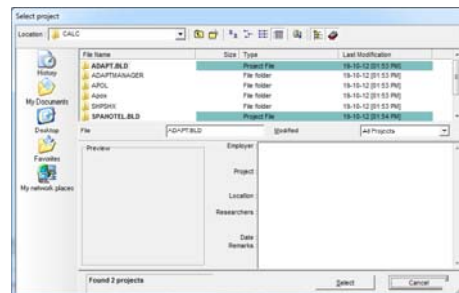 Select project
Location CALC
File Name Size Type Last Modification
ADAPT.BLD Project File 19-10-12 [01:53 PM]
ADAPTMANAGER File folder 19-10-12 [01:53 PM]
APOL File folder 19-10-12 [01:53 PM]
Apox File folder 19-10-12 [01:53 PM]
SHPSHX File folder 19-10-12 [01:53 PM]
SPAHOTEL.BLD Project File 19-10-12 [01:54 PM]
History
My Documents
Desktop
Favorites
My network places
File ADAPT.BLD Modified All Projects
Preview
Employer
Project
Location
Researchers
Date
Remarks
Found 2 projects
Select Cancel